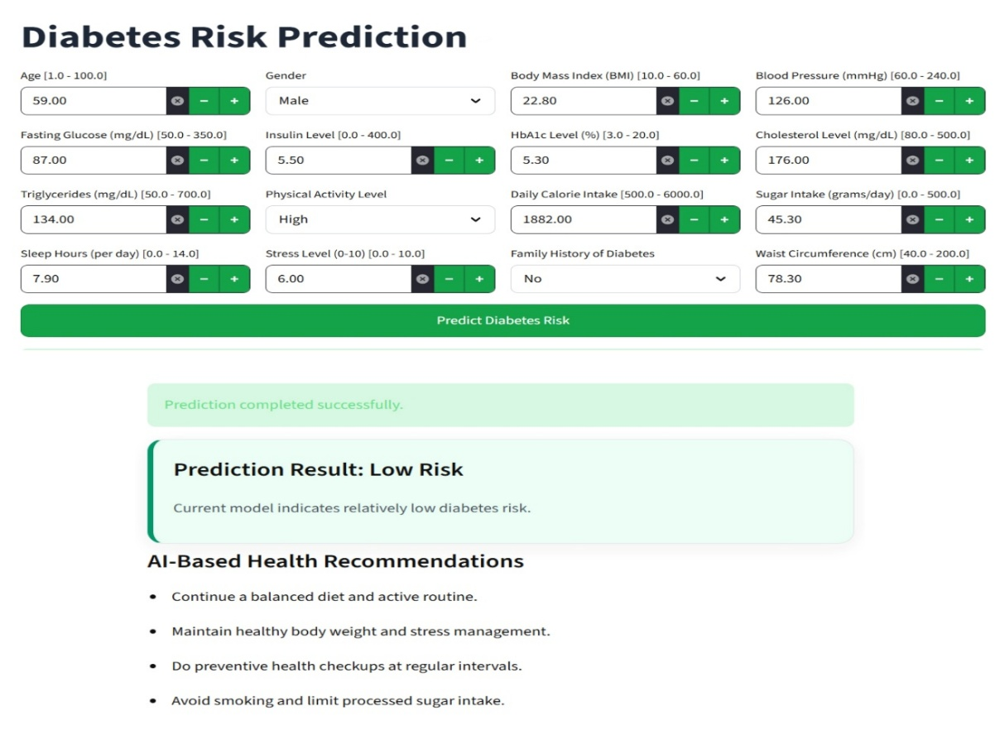 Diabetes Risk Prediction
Age [1.0 - 100.0] Gender Body Mass Index (BMI) [10.0 - 60.0] Blood Pressure (mmHg) [60.0 - 240.0]
59.00 Male 22.80 126.00
Fasting Glucose (mg/dL) [50.0 - 350.0] Insulin Level [0.0 - 400.0] HbA1c Level (%) [3.0 - 20.0] Cholesterol Level (mg/dL) [80.0 - 500.0]
87.00 5.50 5.30 176.00
Triglycerides (mg/dL) [50.0 - 700.0] Physical Activity Level Daily Calorie Intake [500.0 - 6000.0] Sugar Intake (grams/day) [0.0 - 500.0]
134.00 High 1882.00 45.30
Sleep Hours (per day) [0.0 - 14.0] Stress Level (0-10) [0.0 - 10.0] Family History of Diabetes Waist Circumference (cm) [40.0 - 200.0]
7.90 6.00 No 78.30
Predict Diabetes Risk
Prediction completed successfully.
Prediction Result: Low Risk
Current model indicates relatively low diabetes risk.
AI-Based Health Recommendations
• Continue a balanced diet and active routine.
• Maintain healthy body weight and stress management.
• Do preventive health checkups at regular intervals.
• Avoid smoking and limit processed sugar intake.